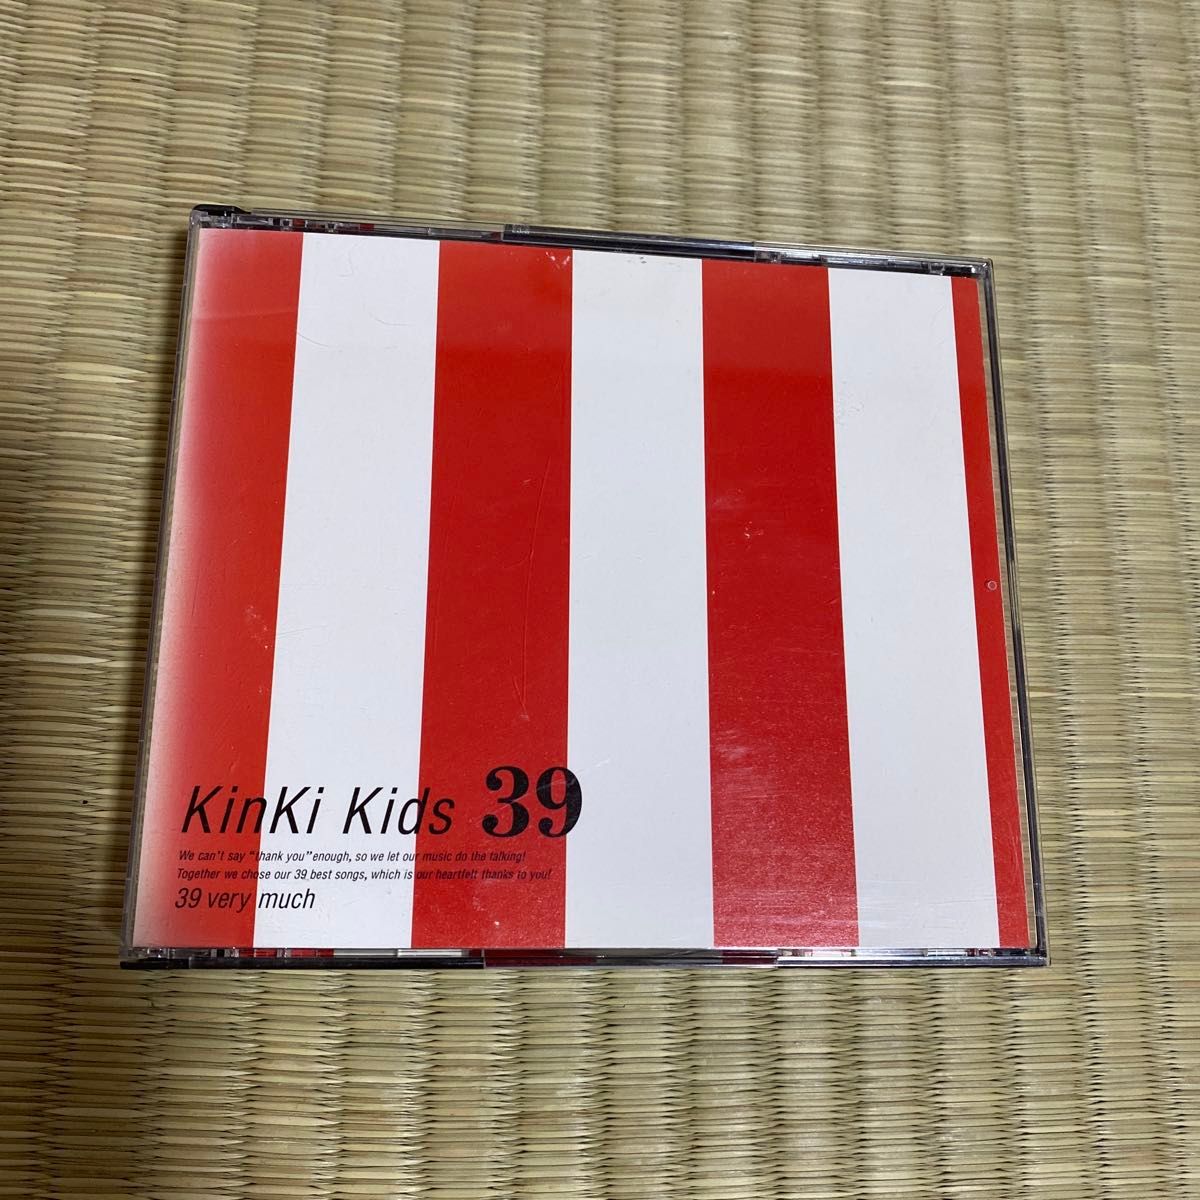 KinKi Kids 39
We can't say "thank you" enough, so we let our music do the talking!
Together we chose our 39 best songs, which is our heartfelt thanks to you!
39 very much